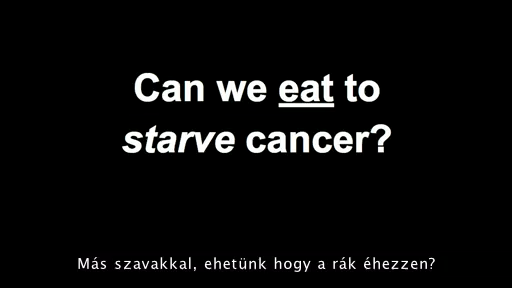 Can we eat to
starve cancer?
Más szavakkal, ehetünk hogy a rák éhezzen?